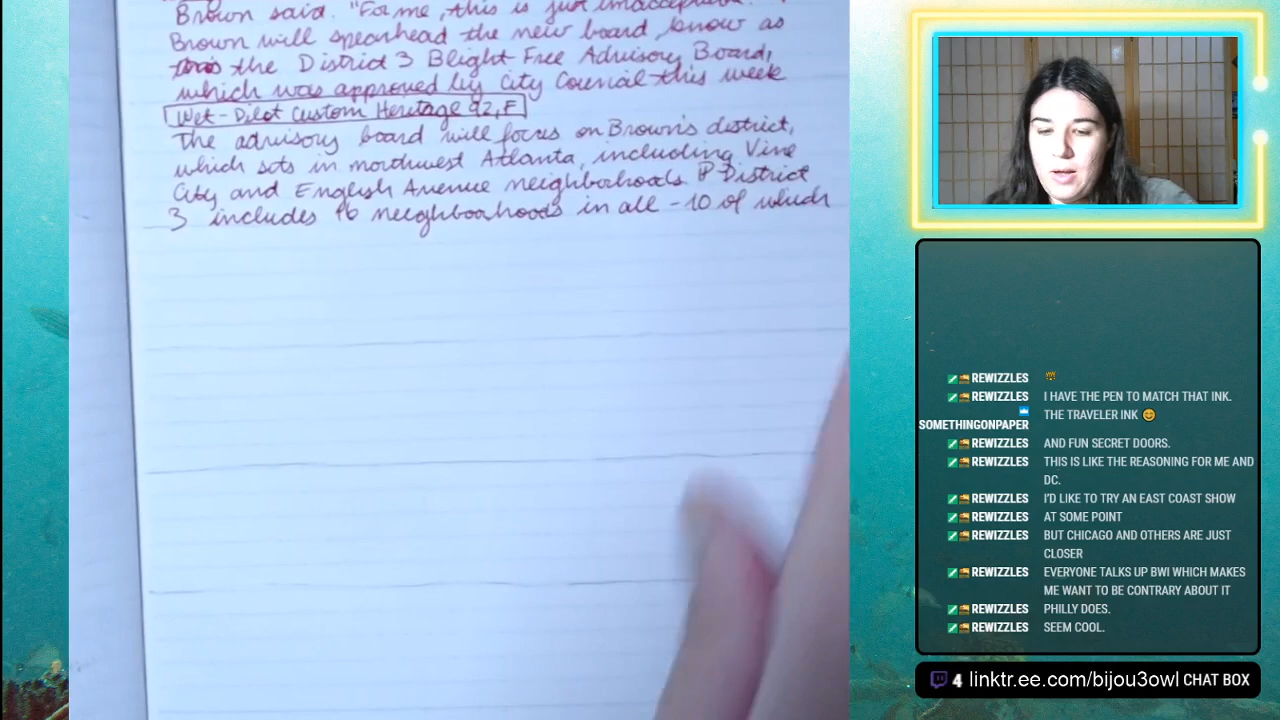 Brown said. "For me, this is just unacceptable.
Brown will spearhead the new board, know as
the District 3 Blight Free Advisory Board,
which was approved by City Council this week
Wet - Pilot Custom Heritage 92, F
The advisory board will focus on Brown's district,
which sits in northwest Atlanta, including Vine
City and English Avenue neighborhoods. District
3 includes 16 neighboorhoods in all - 10 of which
REWIZZLES
REWIZZLES I HAVE THE PEN TO MATCH THAT INK.
THE TRAVELER INK 😊
SOMETHINGONPAPER
REWIZZLES AND FUN SECRET DOORS.
REWIZZLES THIS IS LIKE THE REASONING FOR ME AND
DC.
REWIZZLES I'D LIKE TO TRY AN EAST COAST SHOW
REWIZZLES AT SOME POINT
REWIZZLES BUT CHICAGO AND OTHERS ARE JUST
CLOSER
REWIZZLES EVERYONE TALKS UP BWI WHICH MAKES
ME WANT TO BE CONTRARY ABOUT IT
REWIZZLES PHILLY DOES.
REWIZZLES SEEM COOL.
4 linktr.ee.com/bijou3owl CHAT BOX